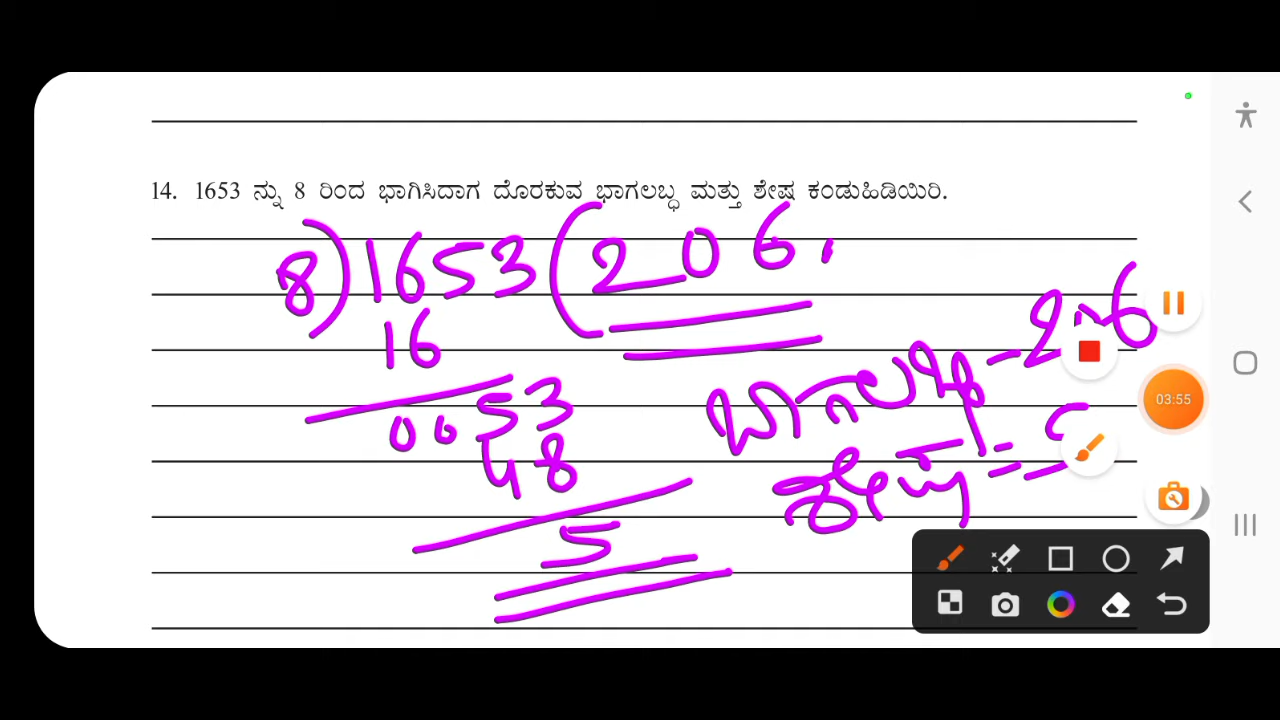 14. 1653 ನ್ನು 8 ರಿಂದ ಭಾಗಿಸಿದಾಗ ದೊರಕುವ ಭಾಗಲಬ್ಧ ಮತ್ತು ಶೇಷ ಕಂಡುಹಿಡಿಯಿರಿ.
8) 1653 ( 206.
16
0053
48
5
ಭಾಗಲಬ್ಧ - 206
ಶೇಷ = 5
03:55